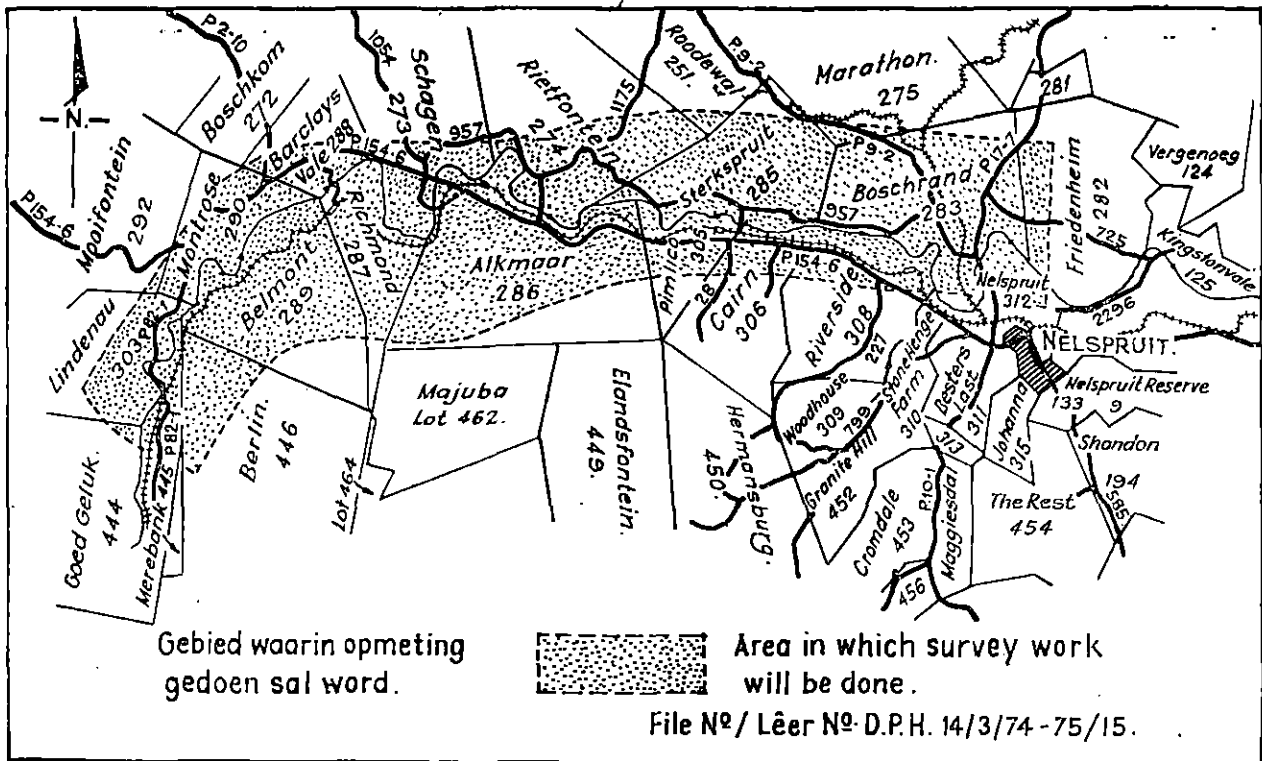 P2-10
1054
Schagen
273
Rietfontein
274
1175
Roodewal
251.
P.9-2
Marathon.
275
281
Vergenoeg
124
N.
Boschkom
272
Barclays
Vale 288
P154-6
957
Sterkspruit
285
P9-2
Boschrand
283
P.17-7
Friedenheim
282
725
Kingstonvale
125
2296
P154-6
Mooifontein
292
Montrose
290
Richmond
287
Belmont
289
Alkmaar
286
Pimlico
305
28
957
P154-6
Cairn
306
Riverside
308
227
Nelspruit
312
NELSPRUIT.
Lindenau
303
P82
P82
Goed Geluk.
444
Merebank 445
Berlin.
446
Lot 464
Majuba
Lot 462.
Elandsfontein.
449.
Hermansburg.
450
Woodhouse
309
799
Stone Henge
Farm
310
Granite Hill
452
Besters
Last
311
313
Johanna
315
Nelspruit Reserve
9
133
Shandon
194
585
The Rest
454
Cromdale
453
P.10-1
Maggiesdal
456
Gebied waarin opmeting
gedoen sal word.
Area in which survey work
will be done.
File Nº / Lêer Nº D.P.H. 14/3/74-75/15.